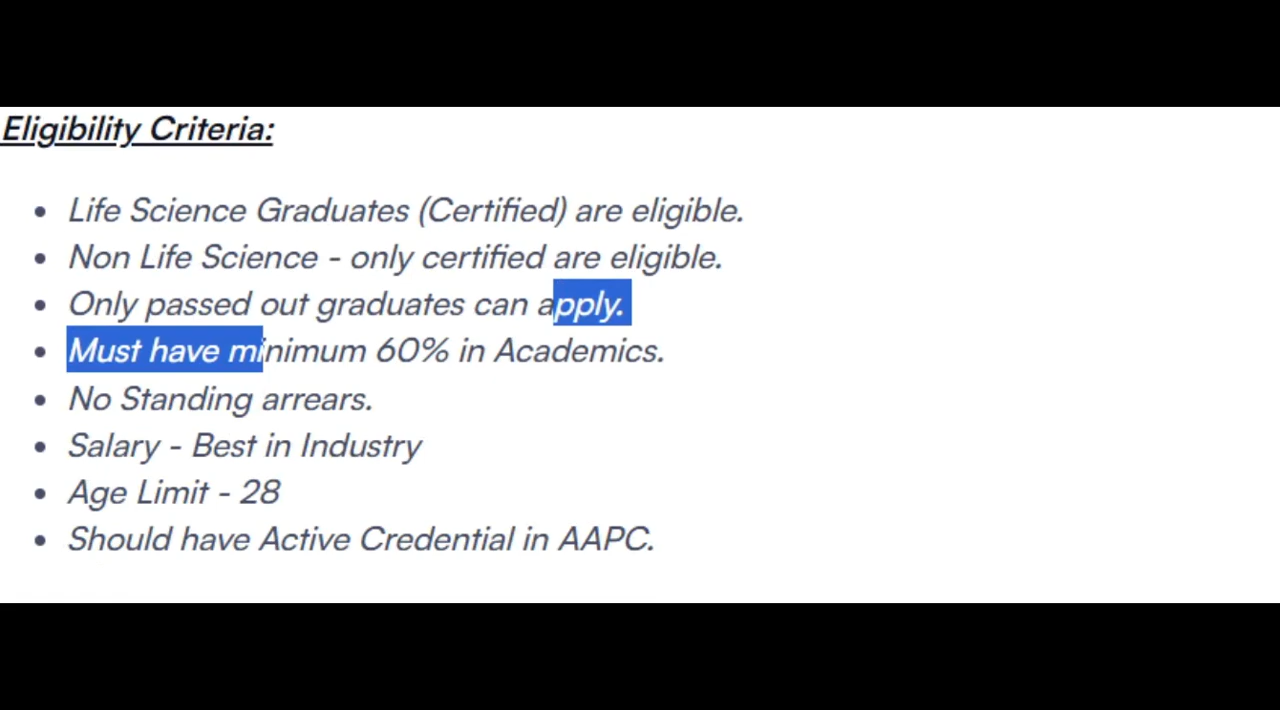 Eligibility Criteria:
• Life Science Graduates (Certified) are eligible.
• Non Life Science - only certified are eligible.
• Only passed out graduates can apply.
• Must have minimum 60% in Academics.
• No Standing arrears.
• Salary - Best in Industry
• Age Limit - 28
• Should have Active Credential in AAPC.